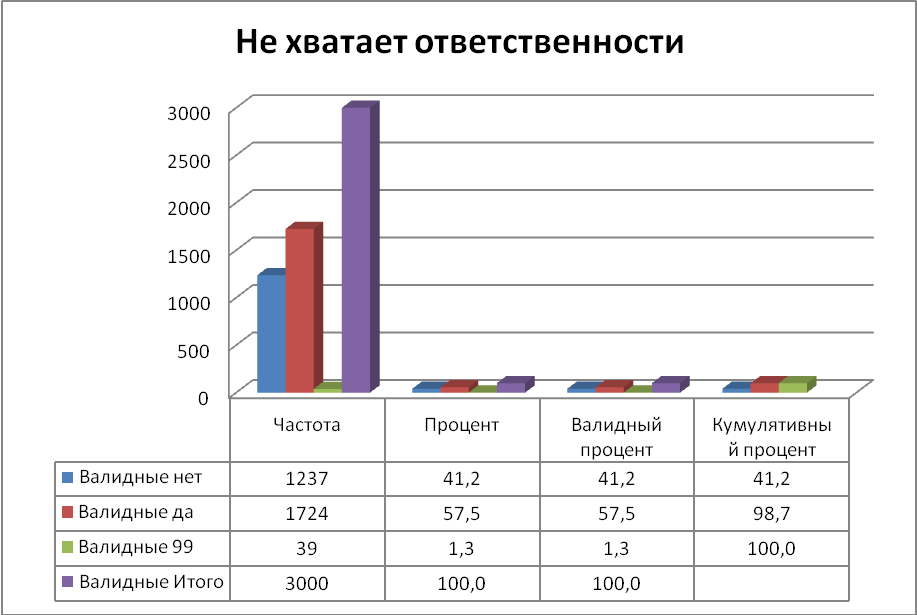 Не хватает ответственности
3000
2500
2000
1500
1000
500
0
Частота Процент Валидный процент Кумулятивны й процент
Валидные нет 1237 41,2 41,2 41,2
Валидные да 1724 57,5 57,5 98,7
Валидные 99 39 1,3 1,3 100,0
Валидные Итого 3000 100,0 100,0